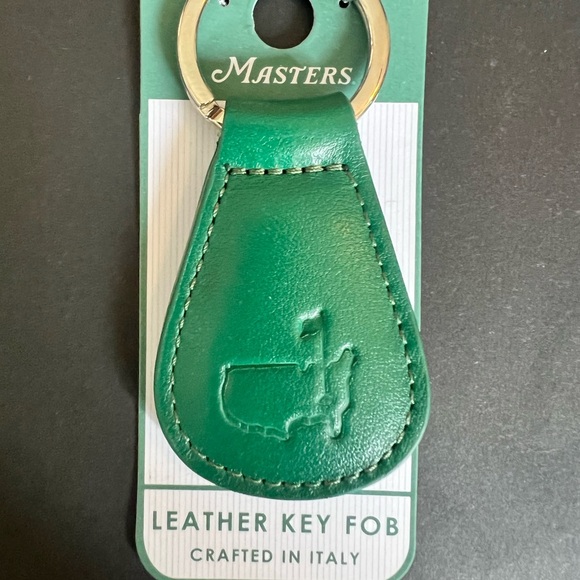 MASTERS
LEATHER KEY FOB
CRAFTED IN ITALY